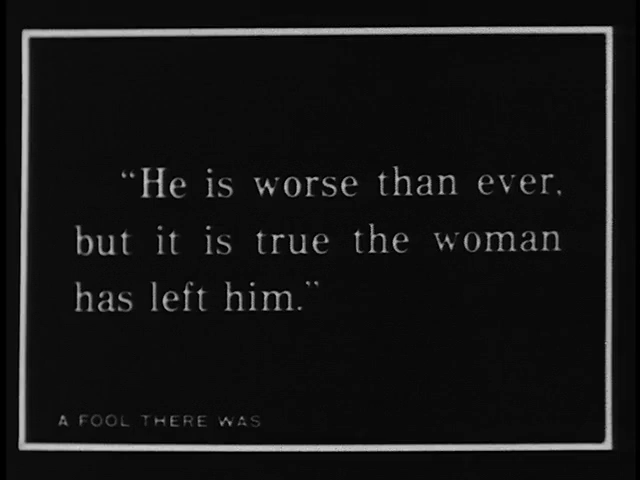 “He is worse than ever,
but it is true the woman
has left him.”
A FOOL THERE WAS